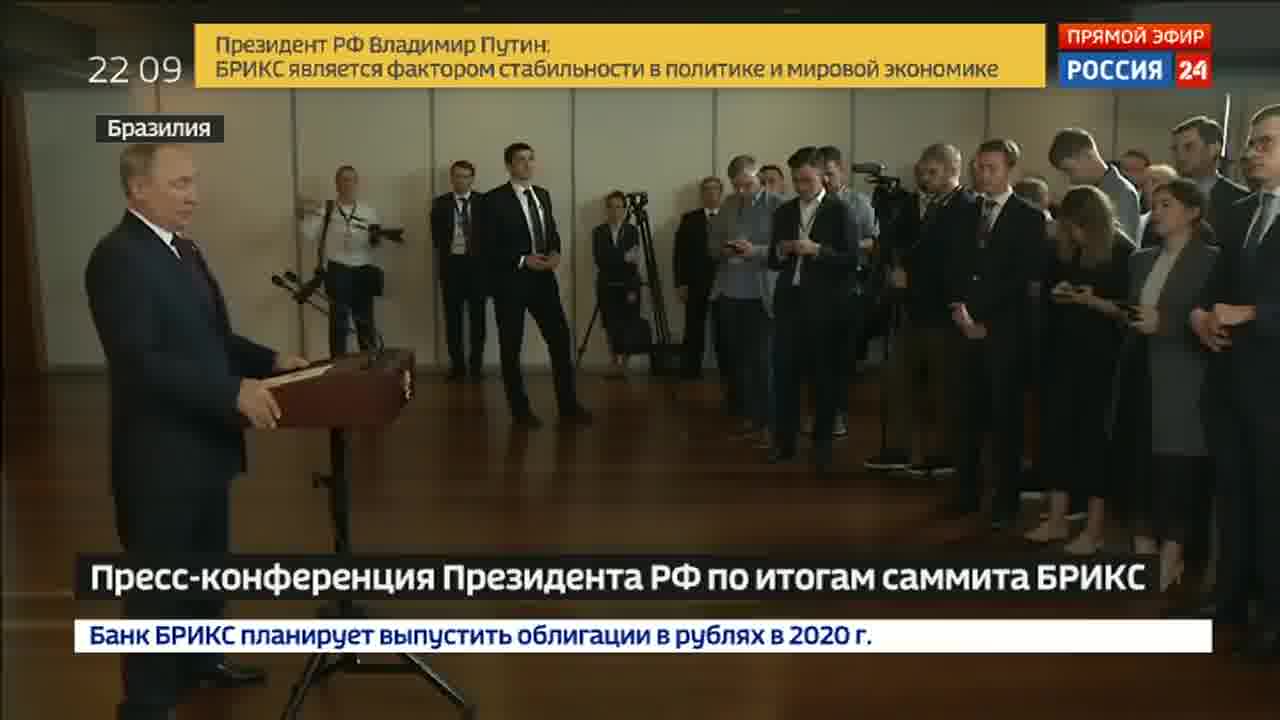 22 09
Президент РФ Владимир Путин:
БРИКС является фактором стабильности в политике и мировой экономике
ПРЯМОЙ ЭФИР
РОССИЯ 24
Бразилия
Пресс-конференция Президента РФ по итогам саммита БРИКС
Банк БРИКС планирует выпустить облигации в рублях в 2020 г.